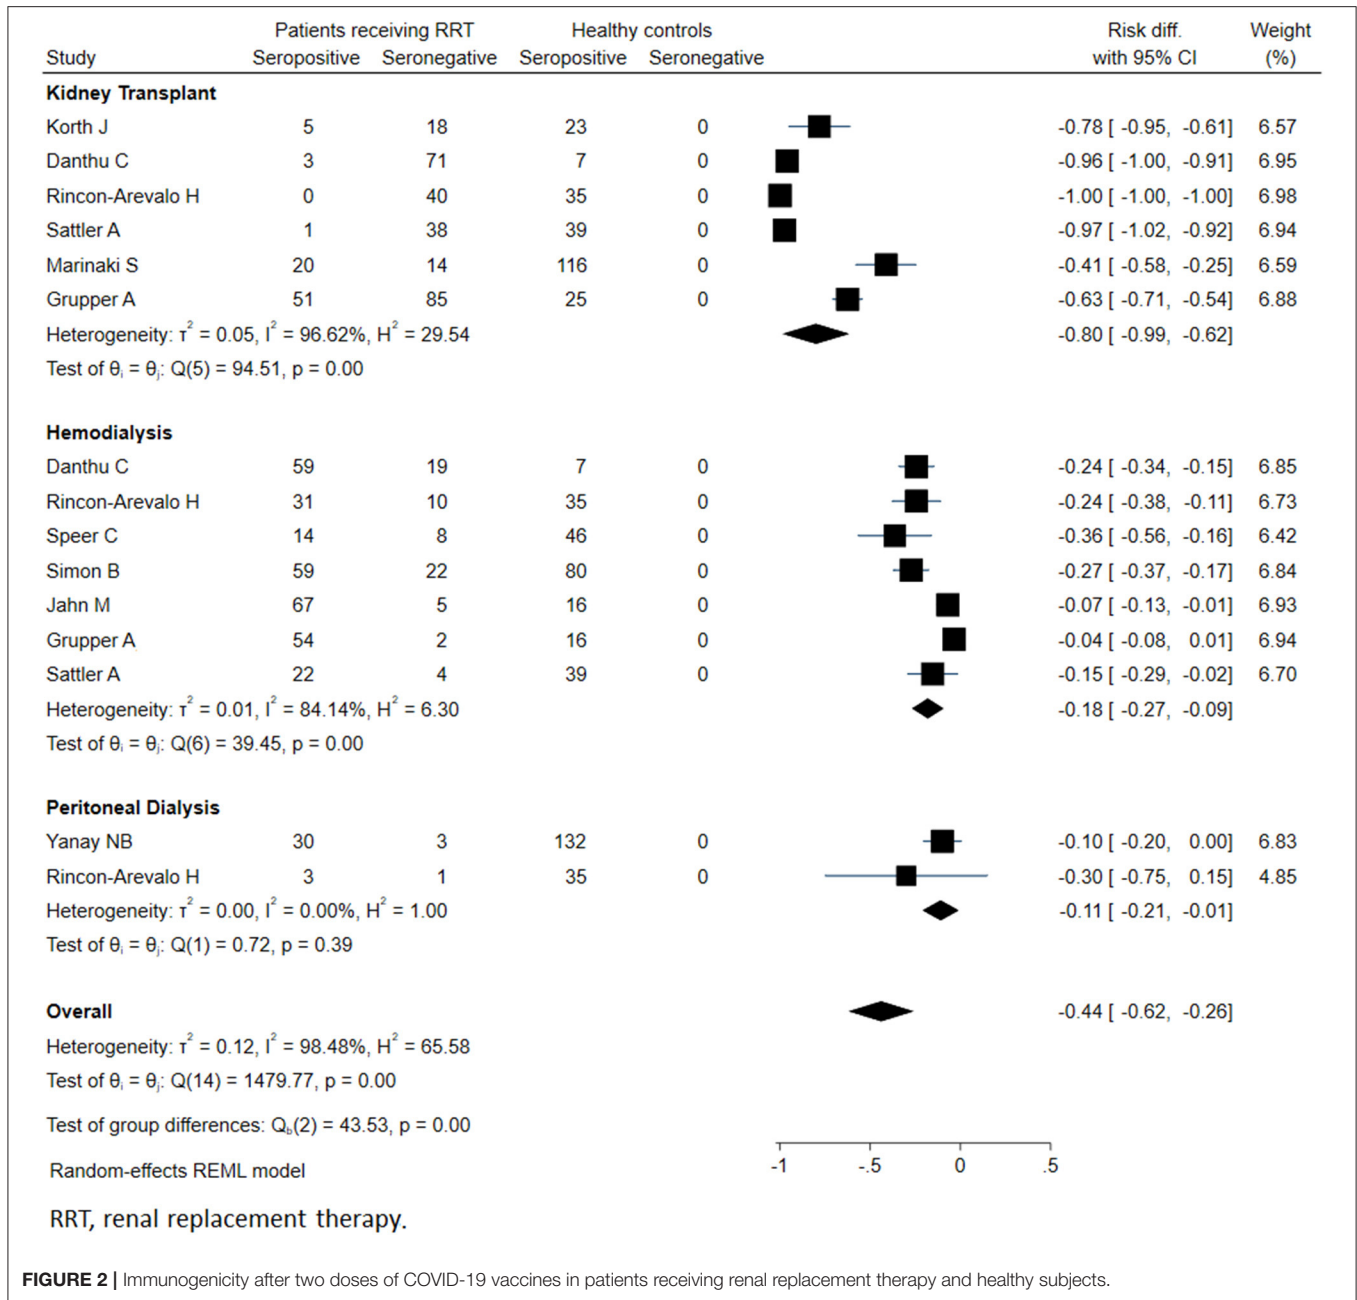 Patients receiving RRT Healthy controls Risk diff. Weight
Study Seropositive Seronegative Seropositive Seronegative with 95% CI (%)
Kidney Transplant
Korth J 5 18 23 0 -0.78 [ -0.95, -0.61] 6.57
Danthu C 3 71 7 0 -0.96 [ -1.00, -0.91] 6.95
Rincon-Arevalo H 0 40 35 0 -1.00 [ -1.00, -1.00] 6.98
Sattler A 1 38 39 0 -0.97 [ -1.02, -0.92] 6.94
Marinaki S 20 14 116 0 -0.41 [ -0.58, -0.25] 6.59
Grupper A 51 85 25 0 -0.63 [ -0.71, -0.54] 6.88
Heterogeneity: τ² = 0.05, I² = 96.62%, H² = 29.54 -0.80 [ -0.99, -0.62]
Test of θᵢ = θⱼ: Q(5) = 94.51, p = 0.00
Hemodialysis
Danthu C 59 19 7 0 -0.24 [ -0.34, -0.15] 6.85
Rincon-Arevalo H 31 10 35 0 -0.24 [ -0.38, -0.11] 6.73
Speer C 14 8 46 0 -0.36 [ -0.56, -0.16] 6.42
Simon B 59 22 80 0 -0.27 [ -0.37, -0.17] 6.84
Jahn M 67 5 16 0 -0.07 [ -0.13, -0.01] 6.93
Grupper A 54 2 16 0 -0.04 [ -0.08, 0.01] 6.94
Sattler A 22 4 39 0 -0.15 [ -0.29, -0.02] 6.70
Heterogeneity: τ² = 0.01, I² = 84.14%, H² = 6.30 -0.18 [ -0.27, -0.09]
Test of θᵢ = θⱼ: Q(6) = 39.45, p = 0.00
Peritoneal Dialysis
Yanay NB 30 3 132 0 -0.10 [ -0.20, 0.00] 6.83
Rincon-Arevalo H 3 1 35 0 -0.30 [ -0.75, 0.15] 4.85
Heterogeneity: τ² = 0.00, I² = 0.00%, H² = 1.00 -0.11 [ -0.21, -0.01]
Test of θᵢ = θⱼ: Q(1) = 0.72, p = 0.39
Overall -0.44 [ -0.62, -0.26]
Heterogeneity: τ² = 0.12, I² = 98.48%, H² = 65.58
Test of θᵢ = θⱼ: Q(14) = 1479.77, p = 0.00
Test of group differences: Qᵦ(2) = 43.53, p = 0.00
-1 -.5 0 .5
Random-effects REML model
RRT, renal replacement therapy.
FIGURE 2 | Immunogenicity after two doses of COVID-19 vaccines in patients receiving renal replacement therapy and healthy subjects.